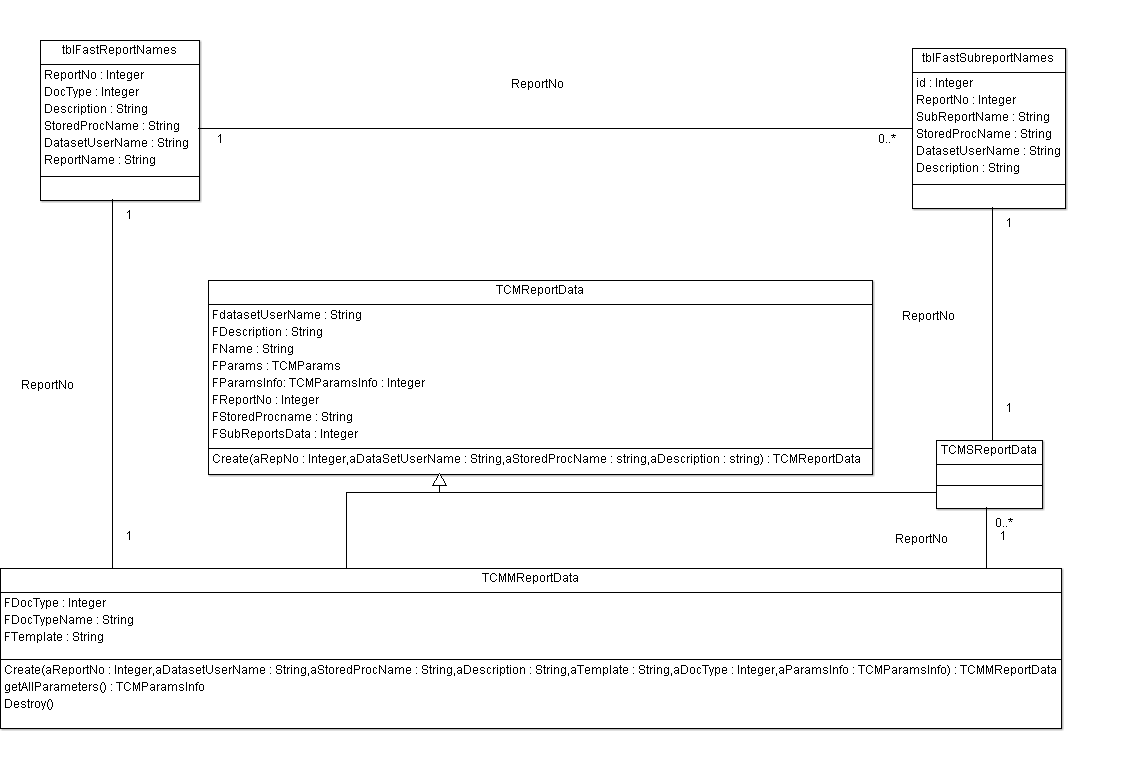 tblFastReportNames
ReportNo : Integer
DocType : Integer
Description : String
StoredProcName : String
DatasetUserName : String
ReportName : String
ReportNo
1
0..*
tblFastSubreportNames
id : Integer
ReportNo : Integer
SubReportName : String
StoredProcName : String
DatasetUserName : String
Description : String
1
1
TCMReportData
FdatasetUserName : String
FDescription : String
FName : String
FParams : TCMParams
FParamsInfo: TCMParamsInfo : Integer
FReportNo : Integer
FStoredProcname : String
FSubReportsData : Integer
Create(aRepNo : Integer,aDataSetUserName : String,aStoredProcName : string,aDescription : string) : TCMReportData
ReportNo
ReportNo
1
TCMSReportData
0..*
1
ReportNo
1
TCMMReportData
FDocType : Integer
FDocTypeName : String
FTemplate : String
Create(aReportNo : Integer,aDatasetUserName : String,aStoredProcName : String,aDescription : String,aTemplate : String,aDocType : Integer,aParamsInfo : TCMParamsInfo) : TCMMReportData
getAllParameters() : TCMParamsInfo
Destroy()